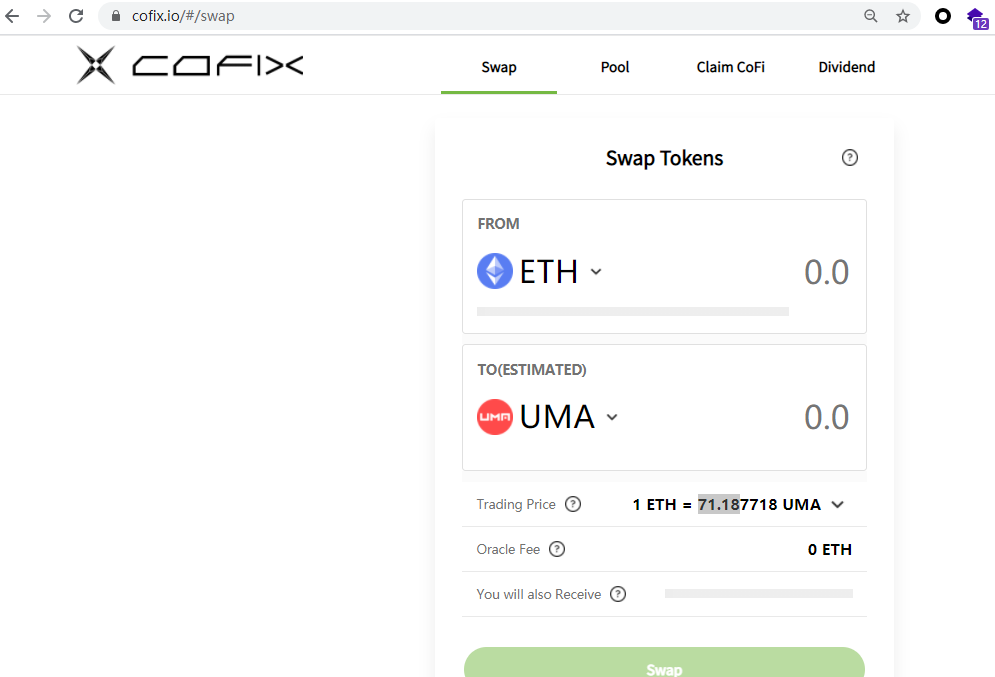 cofix.io/#/swap
12
COFIX
Swap Pool Claim CoFi Dividend
Swap Tokens ?
FROM
ETH 0.0
TO(ESTIMATED)
UMA UMA 0.0
Trading Price ? 1 ETH = 71.187718 UMA
Oracle Fee ? 0 ETH
You will also Receive ?
Swap